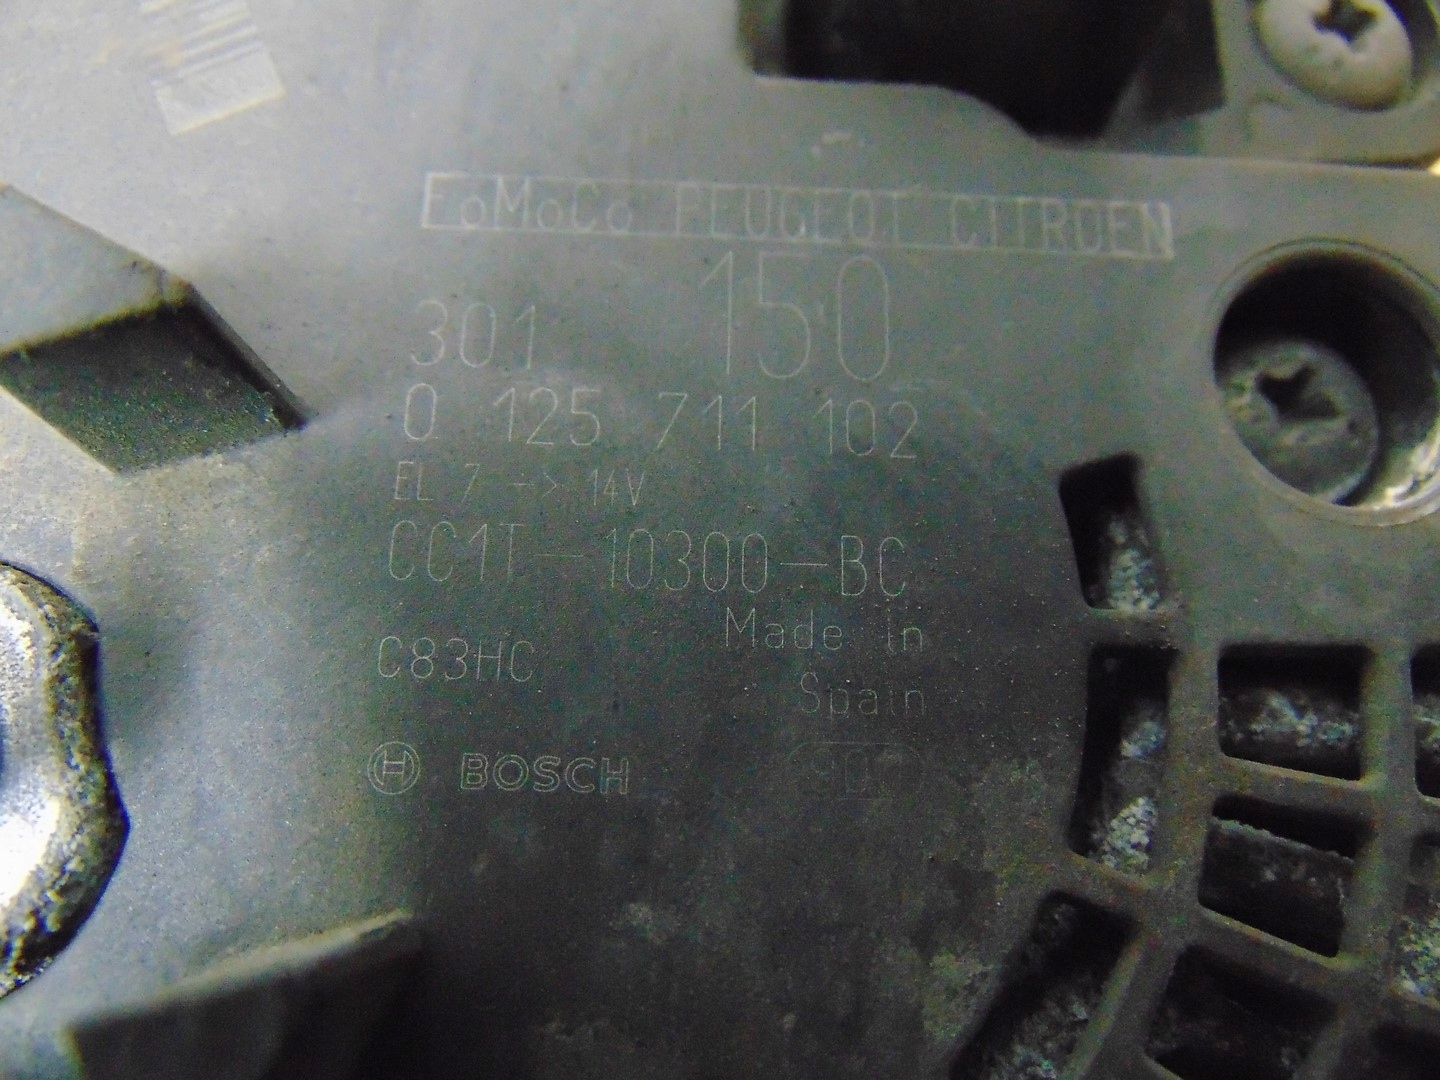 FoMoCo PEUGEOT CITROEN
301 150
0 125 711 102
EL 7 -> 14V
CC1T-10300-BC
Made in
C83HC
Spain
BOSCH